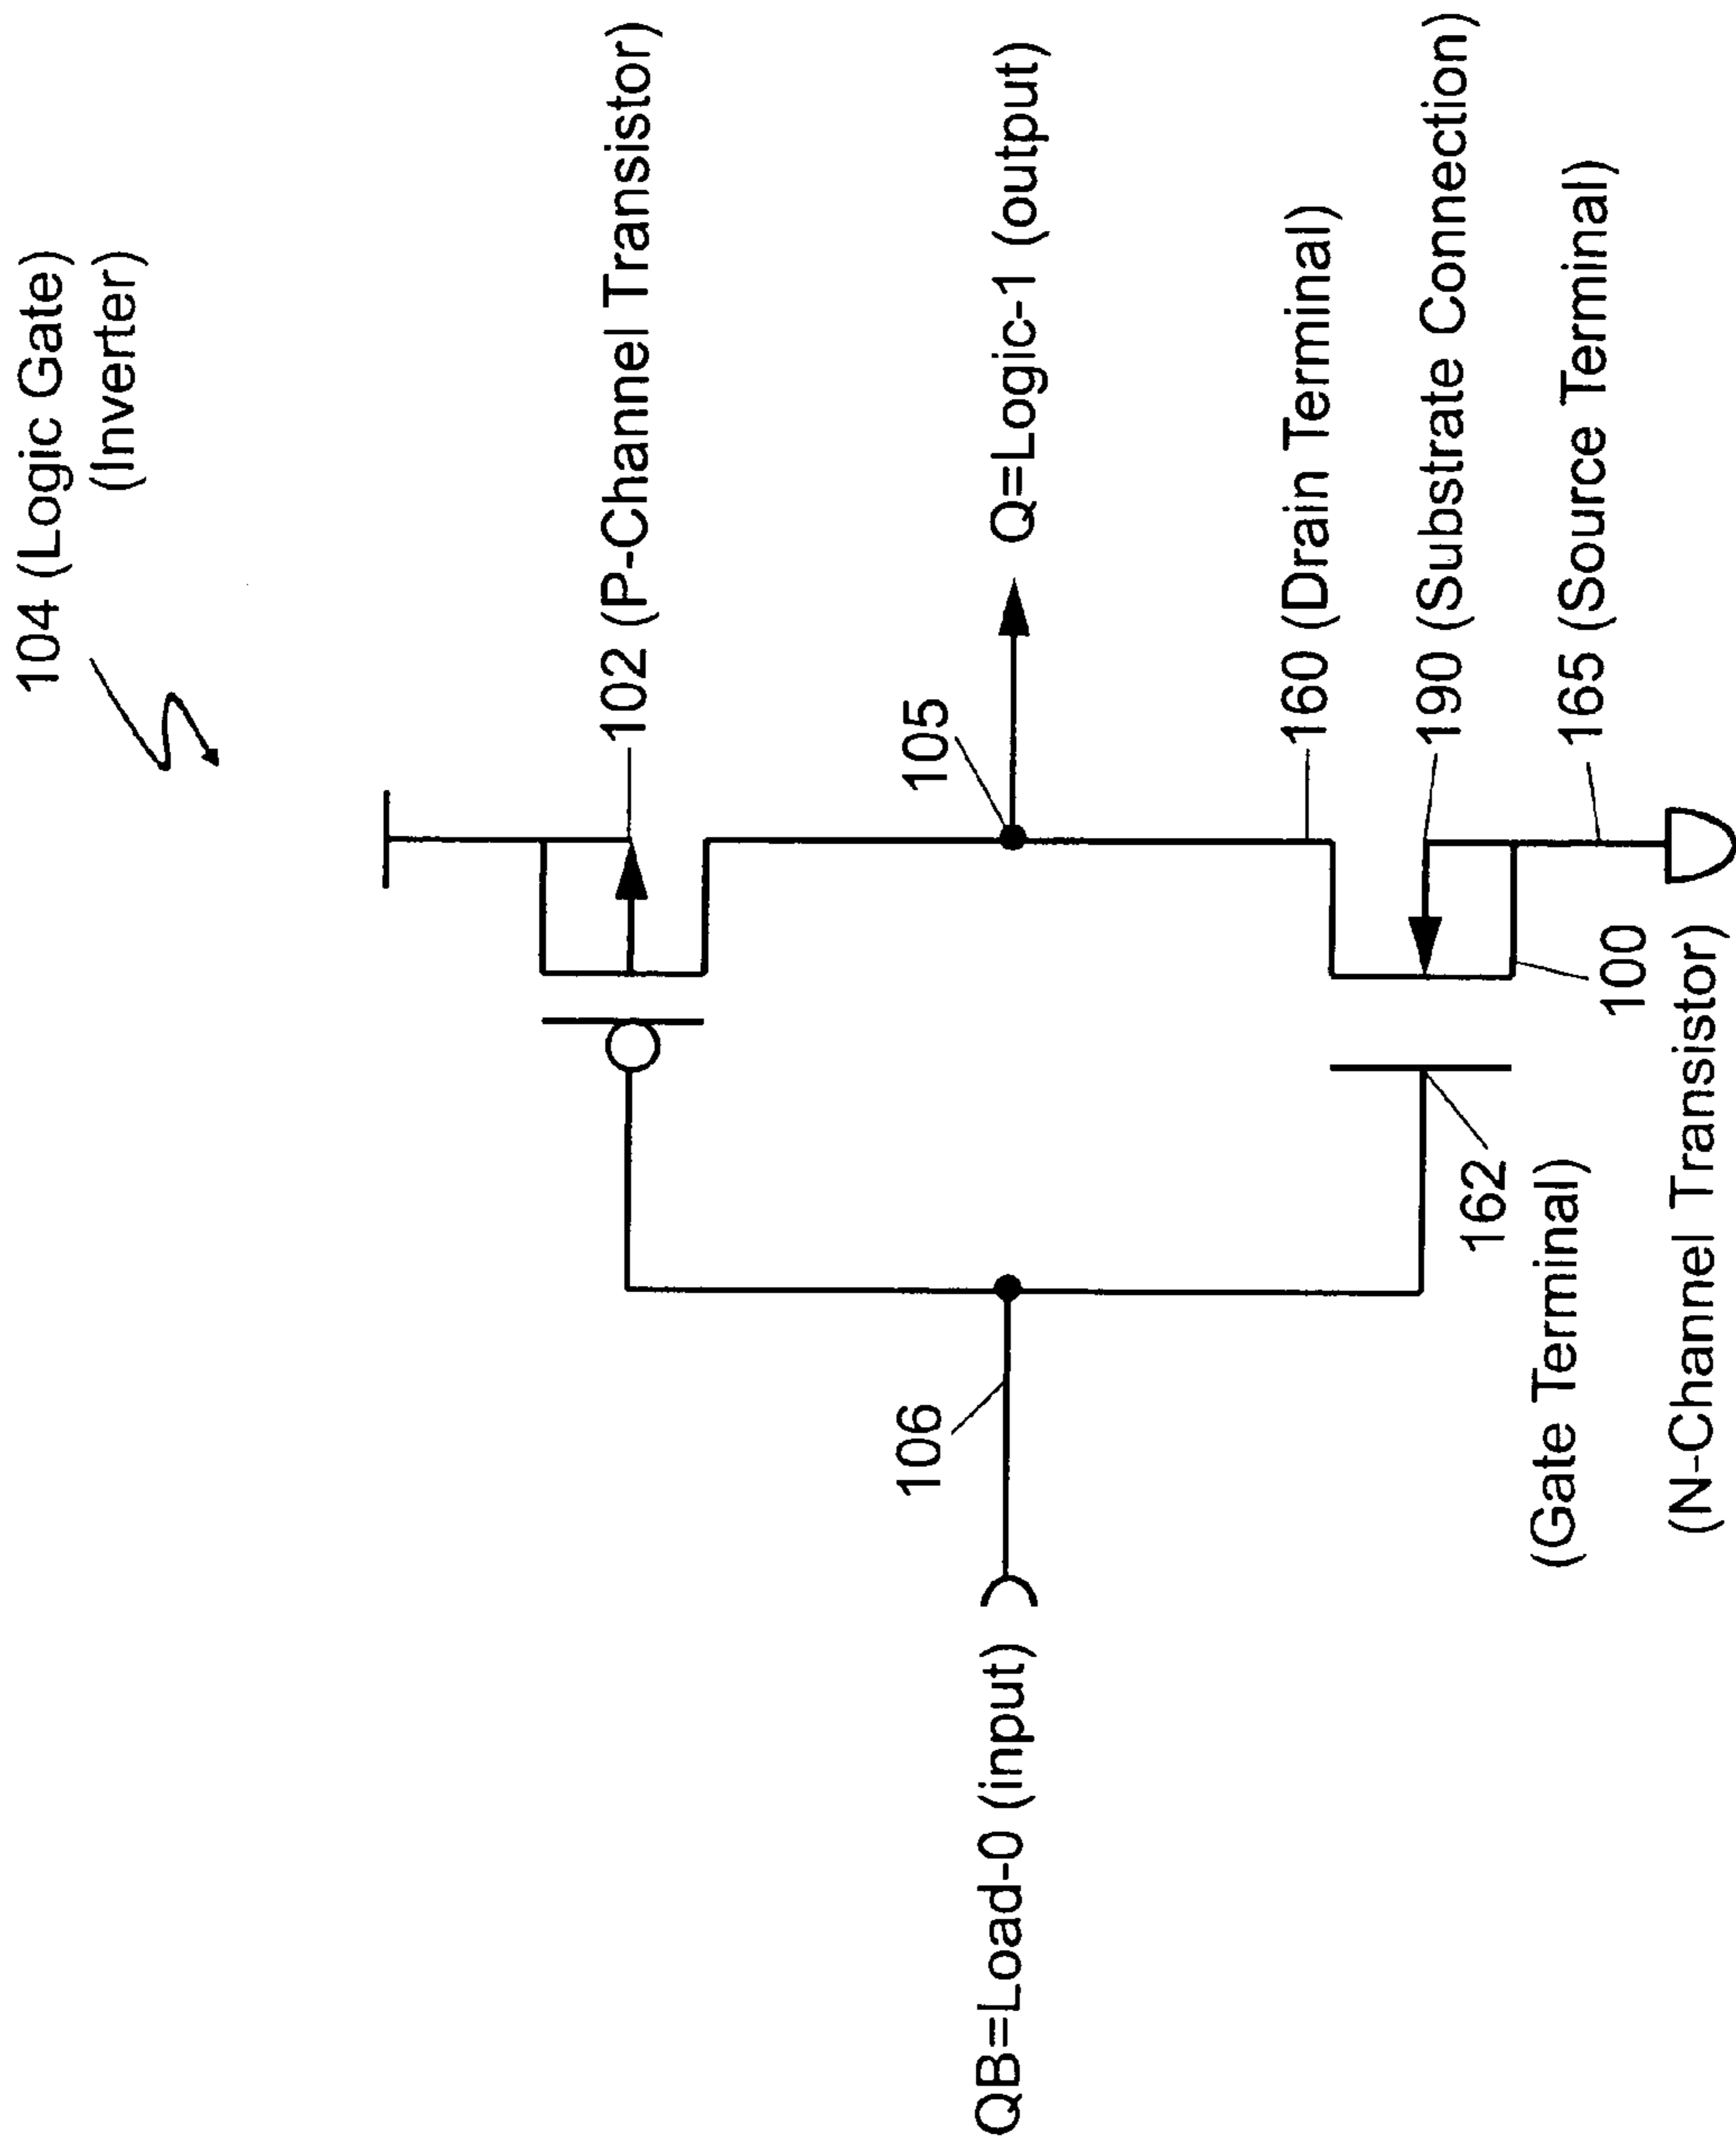 104 (Logic Gate)
(Inverter)
102 (P-Channel Transistor)
105
Q=Logic-1 (output)
106
QB=Load-0 (input)
160 (Drain Terminal)
190 (Substrate Connection)
162
(Gate Terminal)
165 (Source Terminal)
100
(N-Channel Transistor)